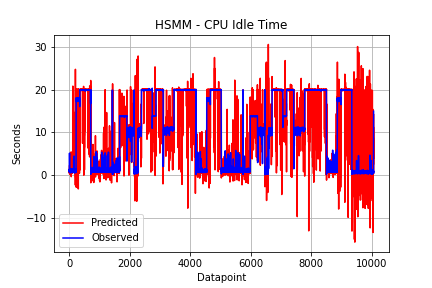 HSMM - CPU Idle Time
30
20
10
0
−10
Seconds
Predicted
Observed
0 2000 4000 6000 8000 10000
Datapoint